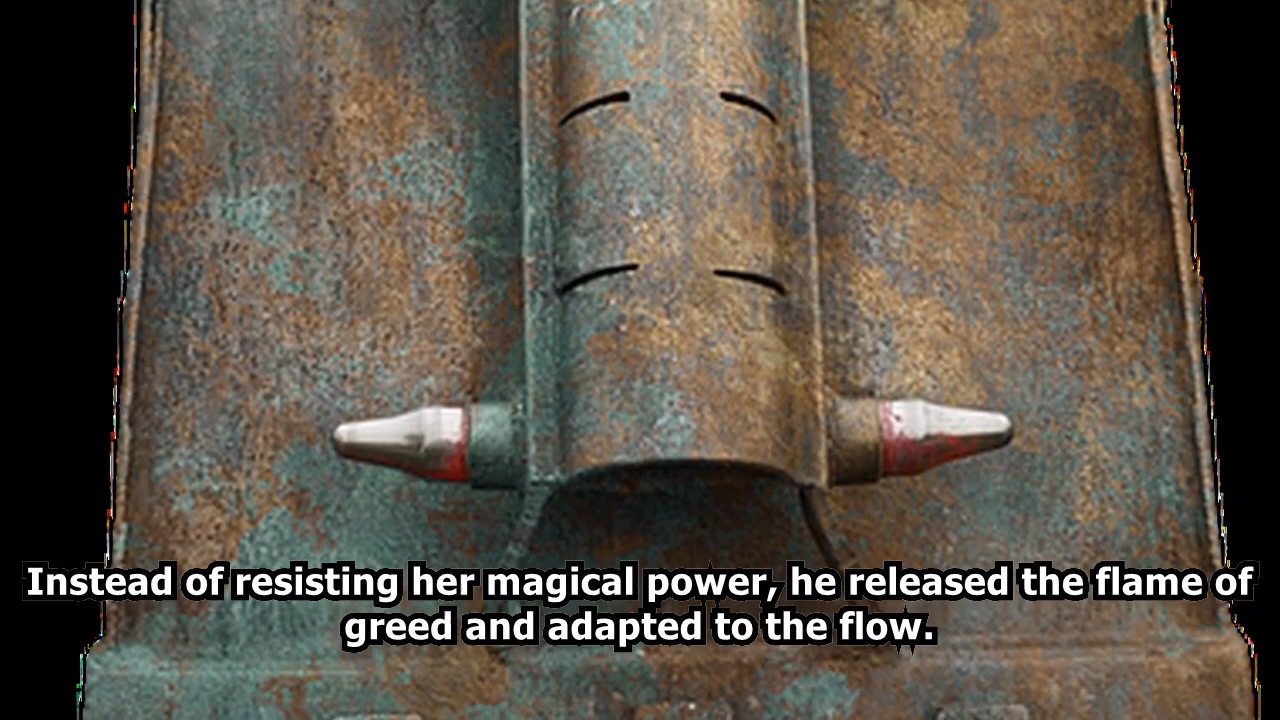 Instead of resisting her magical power, he released the flame of
greed and adapted to the flow.